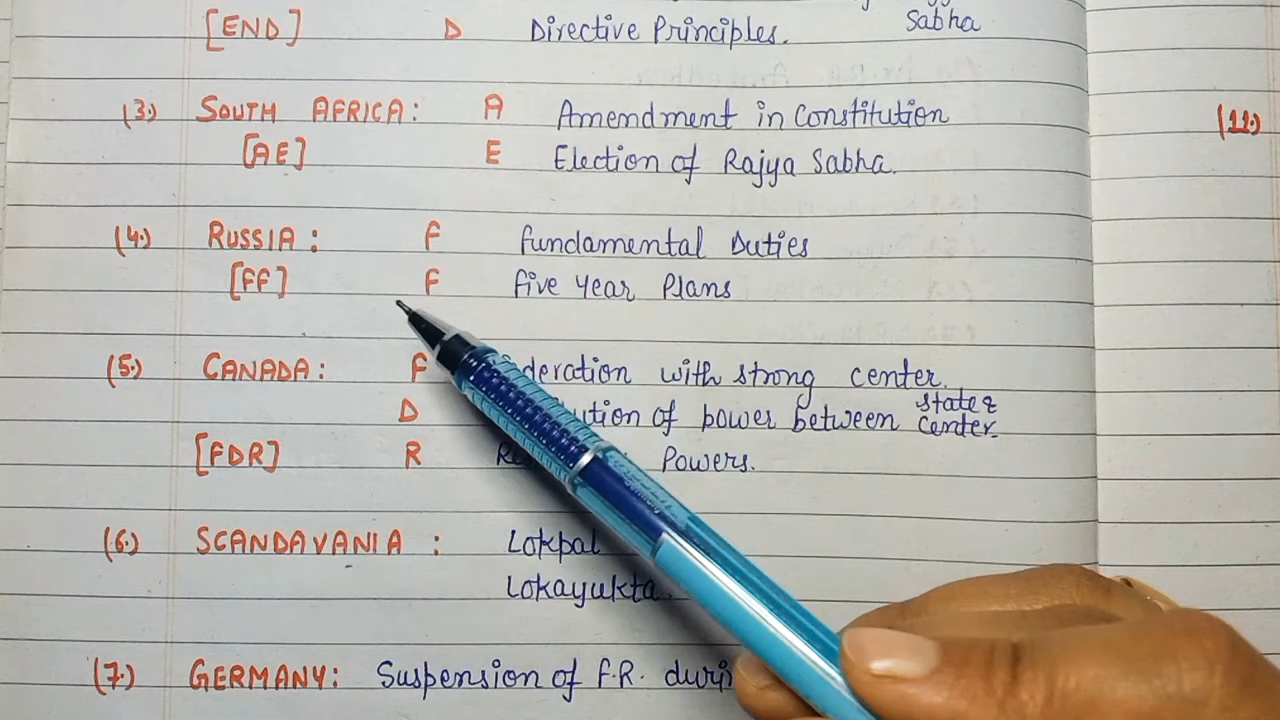 Sabha
[END] D Directive Principles.
(3.) SOUTH AFRICA: A Amendment in Constitution
[AE] E Election of Rajya Sabha.
(11.)
(4.) RUSSIA: F Fundamental Duties
[FF] F Five Year Plans
(5.) CANADA: F deration with strong center.
D ution of power between state & center.
[FDR] R Powers.
(6.) SCANDAVANIA : Lokpal
Lokayukta.
(7.) GERMANY: Suspension of F.R. duri